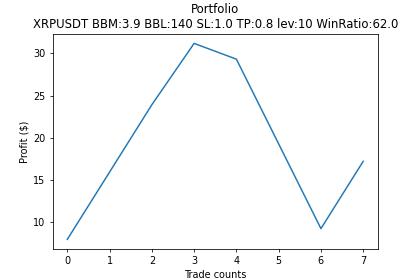 Portfolio
XRPUSDT BBM:3.9 BBL:140 SL:1.0 TP:0.8 lev:10 WinRatio:62.0
30
25
20
15
10
Profit ($)
0 1 2 3 4 5 6 7
Trade counts